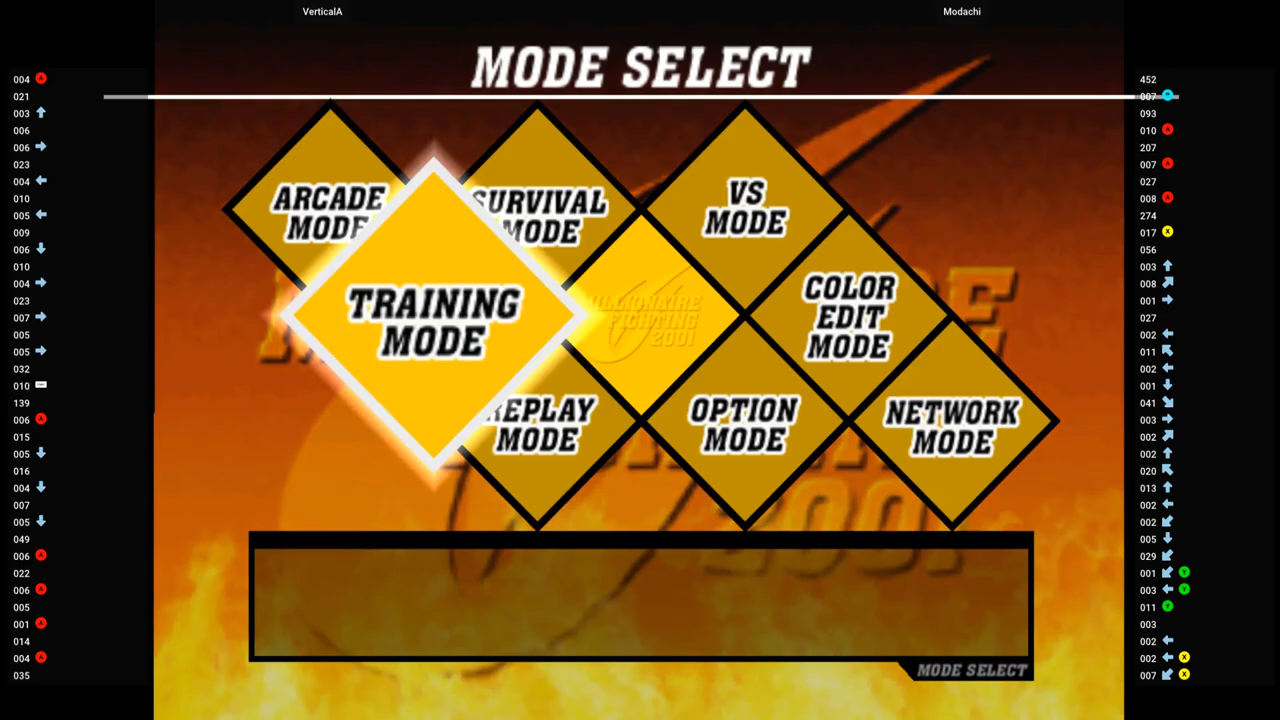 VerticalA
Modachi
MODE SELECT
ARCADE
MODE
SURVIVAL
MODE
VS
MODE
TRAINING
MODE
MILLIONAIRE
FIGHTING
2001
COLOR
EDIT
MODE
REPLAY
MODE
OPTION
MODE
NETWORK
MODE
MODE SELECT
004 A
021
003
006
006
023
004
010
005
009
006
010
004
023
007
005
005
032
010
139
006 A
015
005
016
004
007
005
049
006 A
022
006 A
005
001 A
014
004 A
035
452
007
093
010 A
207
007 A
027
008 A
274
017 X
056
003
008
001
027
002
011
002
001
041
003
002
002
020
013
002
002
005
029
001 Y
003 Y
011 Y
003
002
002 X
007 X